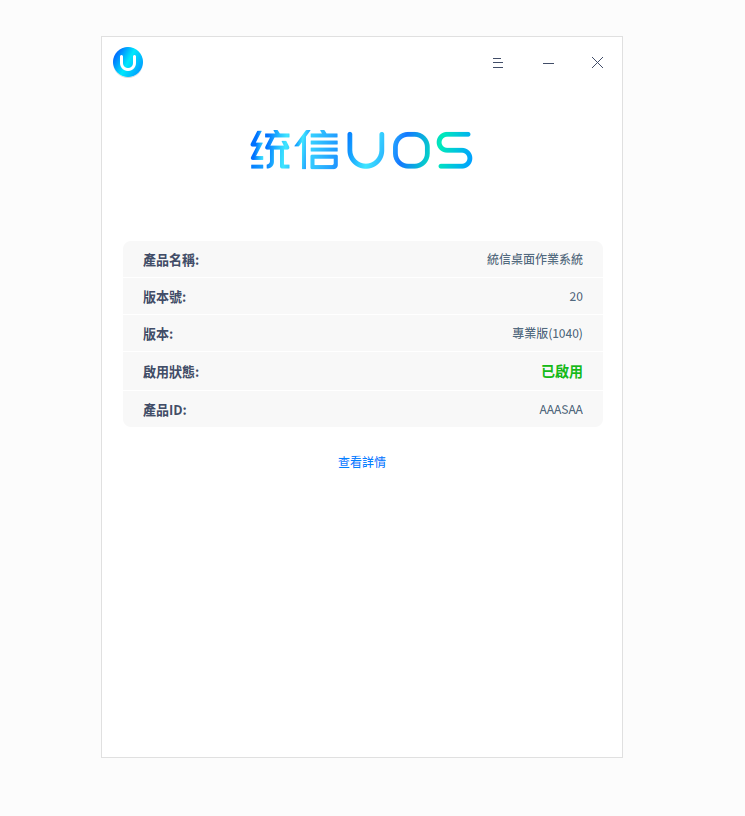 统信UOS
產品名稱: 統信桌面作業系統
版本號: 20
版本: 專業版(1040)
啟用狀態: 已啟用
產品ID: AAASAA
查看詳情